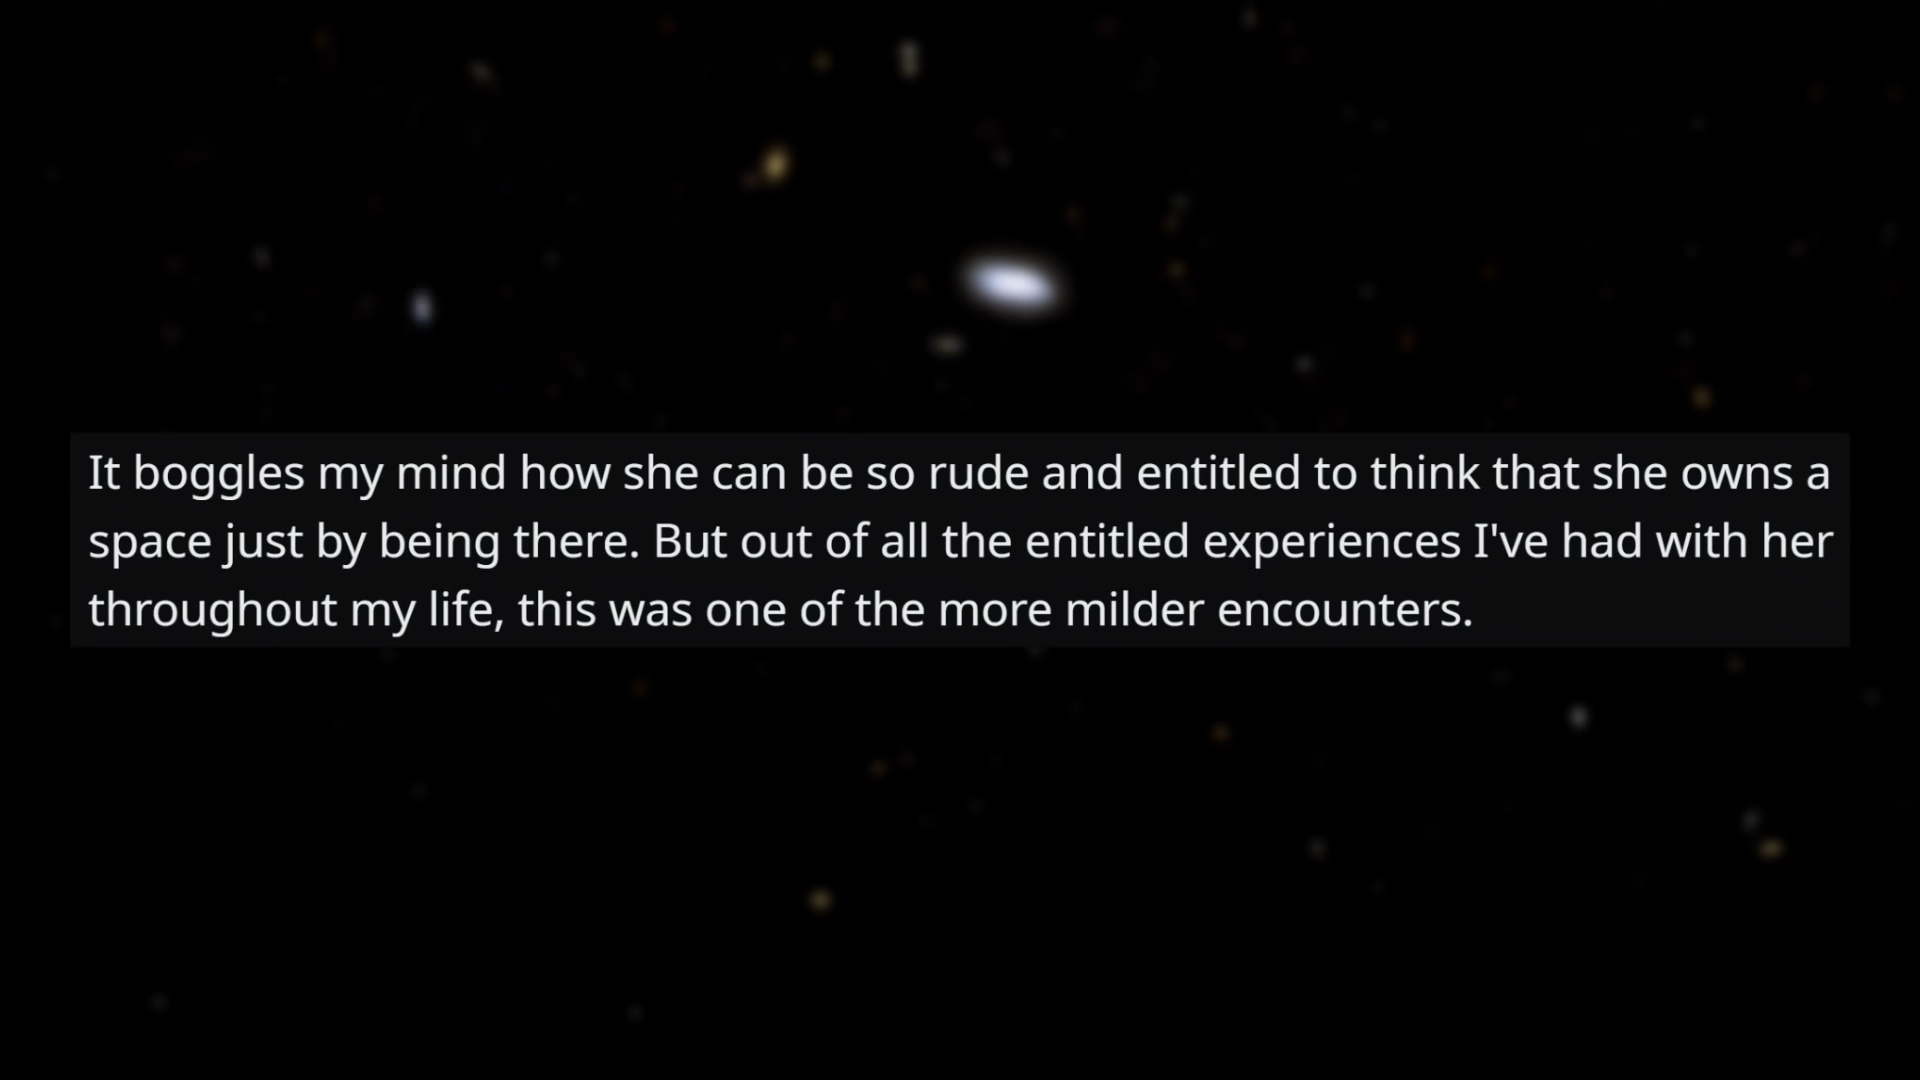 It boggles my mind how she can be so rude and entitled to think that she owns a
space just by being there. But out of all the entitled experiences I've had with her
throughout my life, this was one of the more milder encounters.